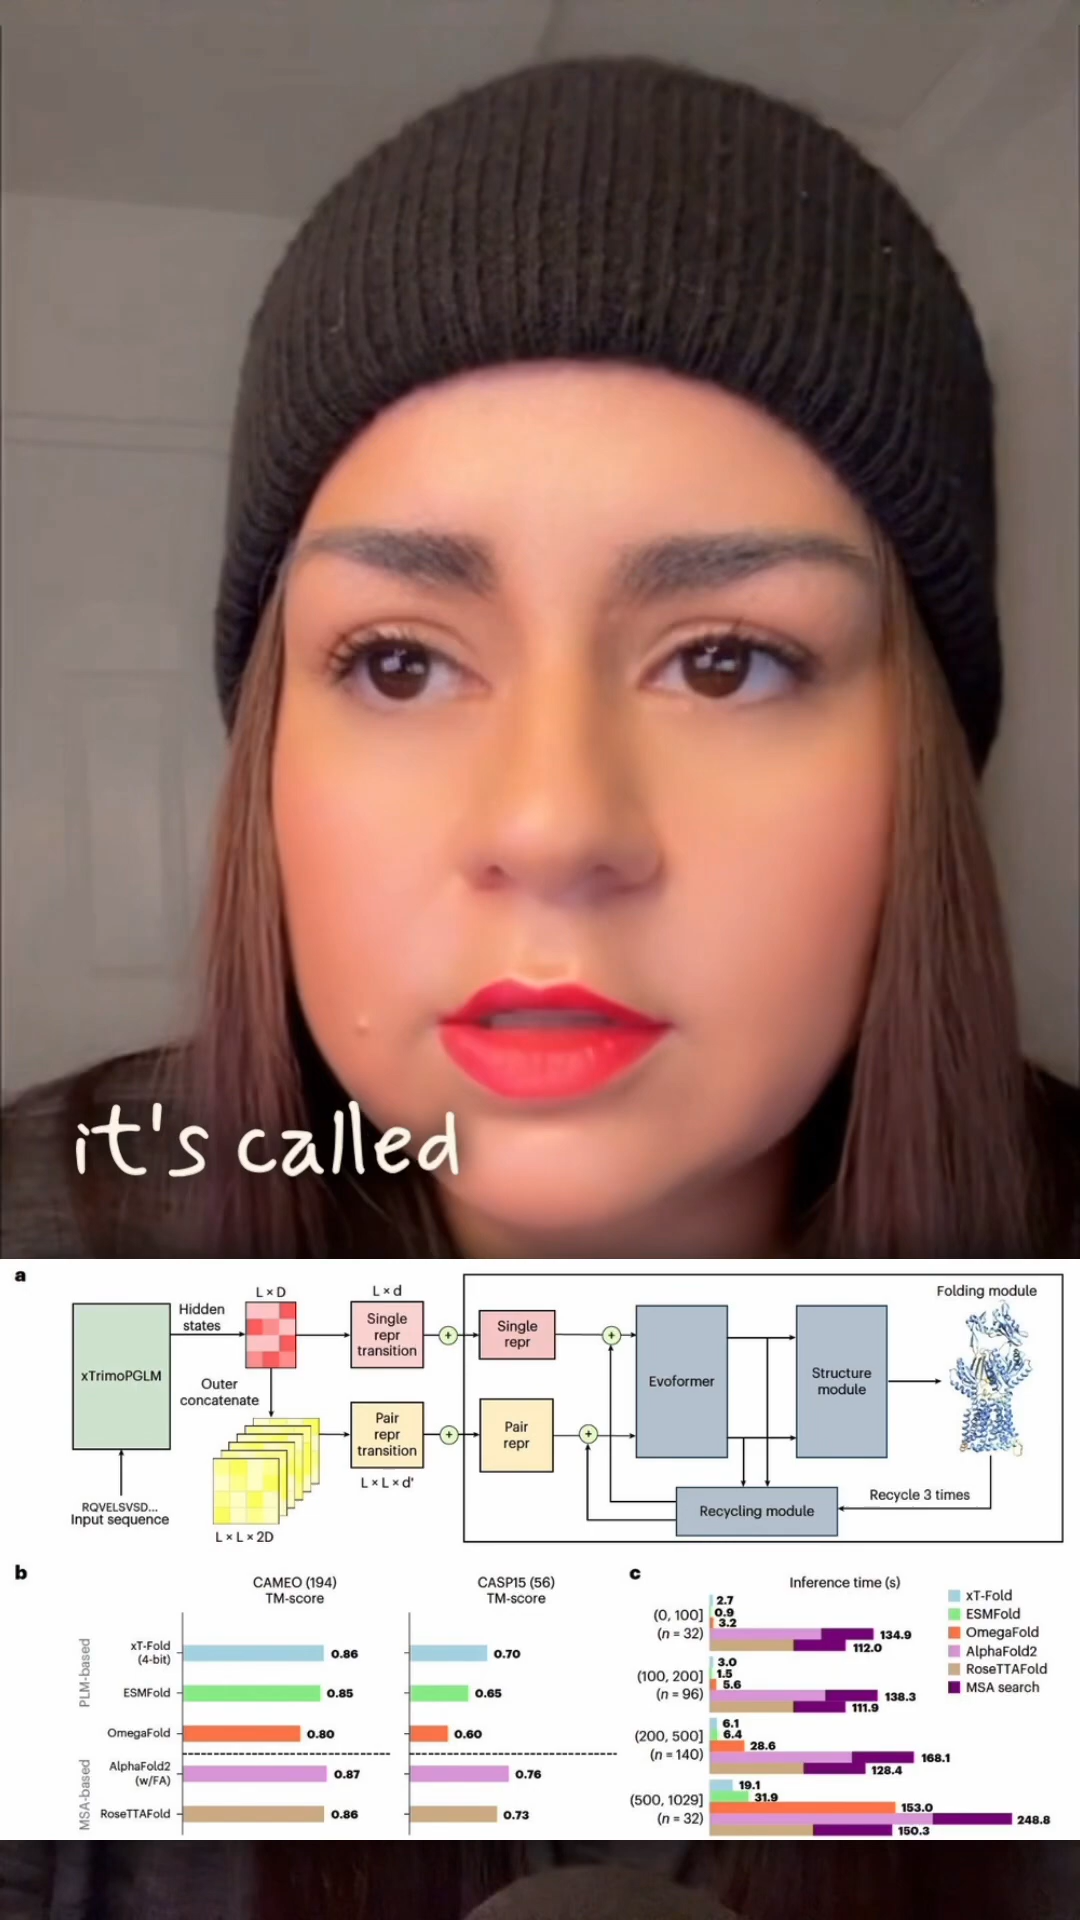 it's called
a
xTrimoPGLM
RQVELSVSD...
Input sequence
Hidden
states
L × D
Outer
concatenate
L × L × 2D
L × d
Single
repr
transition
+
Single
repr
+
Pair
repr
transition
L × L × d'
+
Pair
repr
+
Evoformer
Structure
module
Folding module
Recycling module
Recycle 3 times
b
CAMEO (194)
TM-score
CASP15 (56)
TM-score
PLM-based
xT-Fold
(4-bit)
0.86
0.70
ESMFold
0.85
0.65
OmegaFold
0.80
0.60
MSA-based
AlphaFold2
(w/FA)
0.87
0.76
RoseTTAFold
0.86
0.73
c
Inference time (s)
(0, 100]
(n = 32)
2.7
0.9
3.2
134.9
112.0
(100, 200]
(n = 96)
3.0
1.5
5.6
138.3
111.9
(200, 500]
(n = 140)
6.1
6.4
28.6
168.1
128.4
(500, 1029]
(n = 32)
19.1
31.9
153.0
248.8
150.3
xT-Fold
ESMFold
OmegaFold
AlphaFold2
RoseTTAFold
MSA search